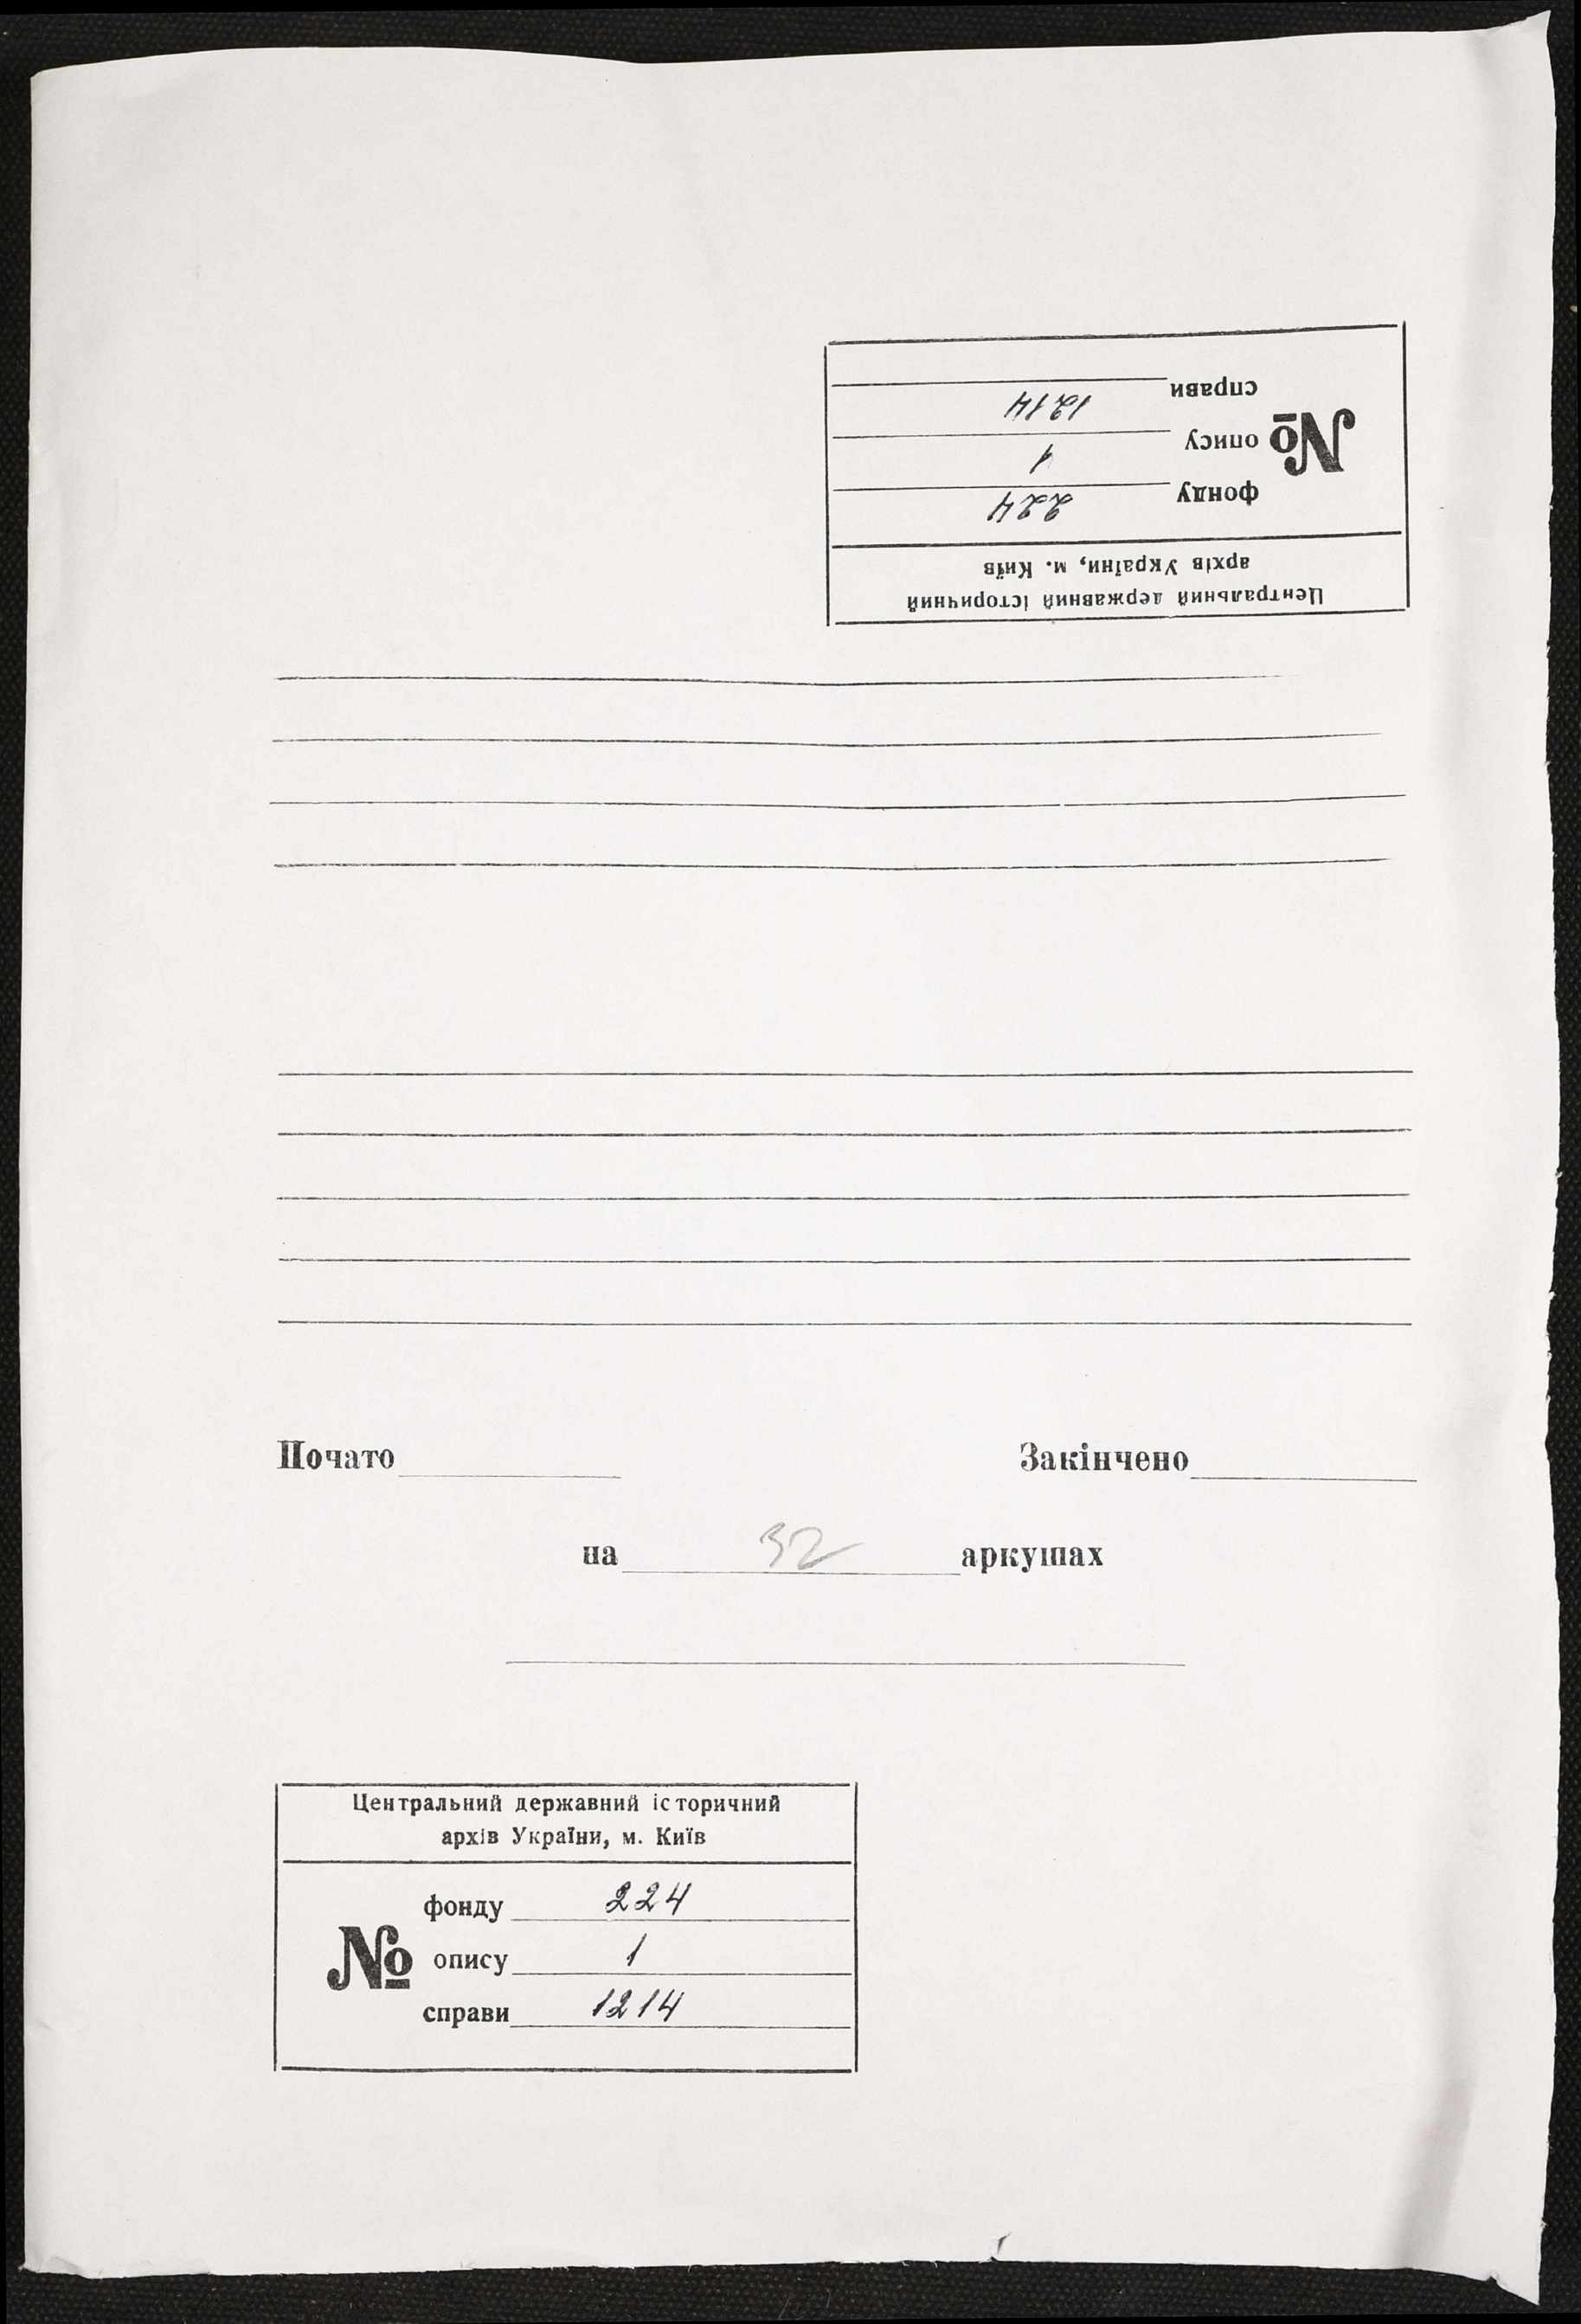 Центральний державний історичний
архів України, м. Київ
№
фонду 224
опису 1
справи 1214
Почато Закінчено
на 32 аркушах
Центральний державний історичний
архів України, м. Київ
№
фонду 224
опису 1
справи 1214